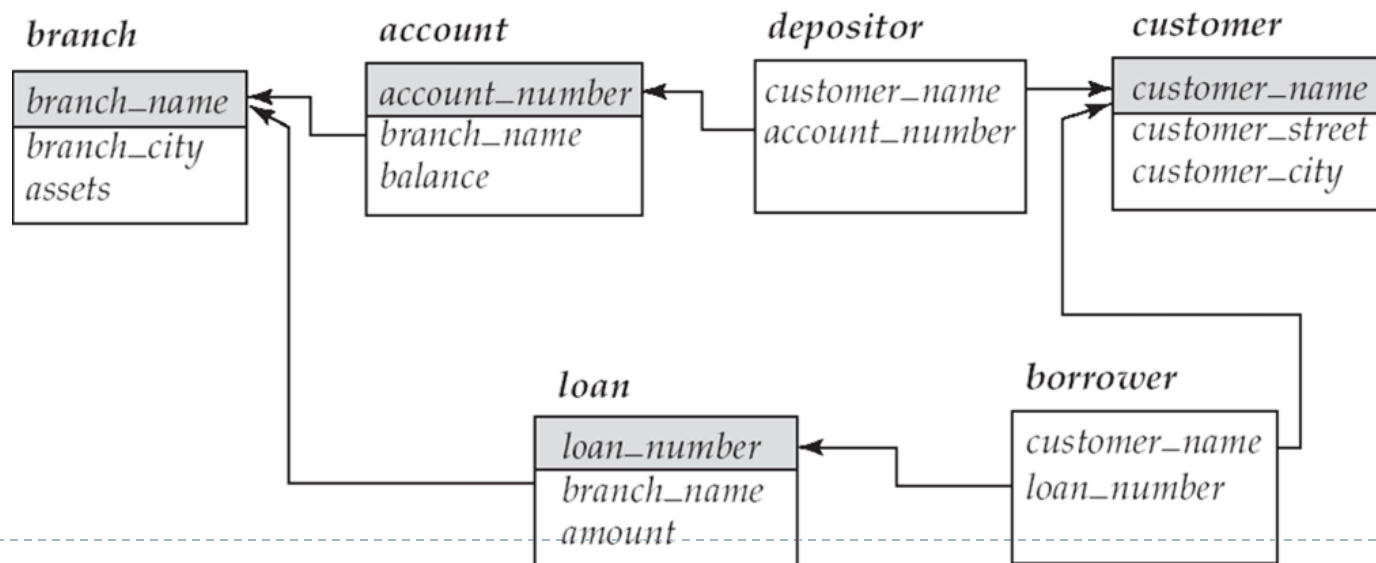 branch
branch_name
branch_city
assets
account
account_number
branch_name
balance
depositor
customer_name
account_number
customer
customer_name
customer_street
customer_city
loan
loan_number
branch_name
amount
borrower
customer_name
loan_number